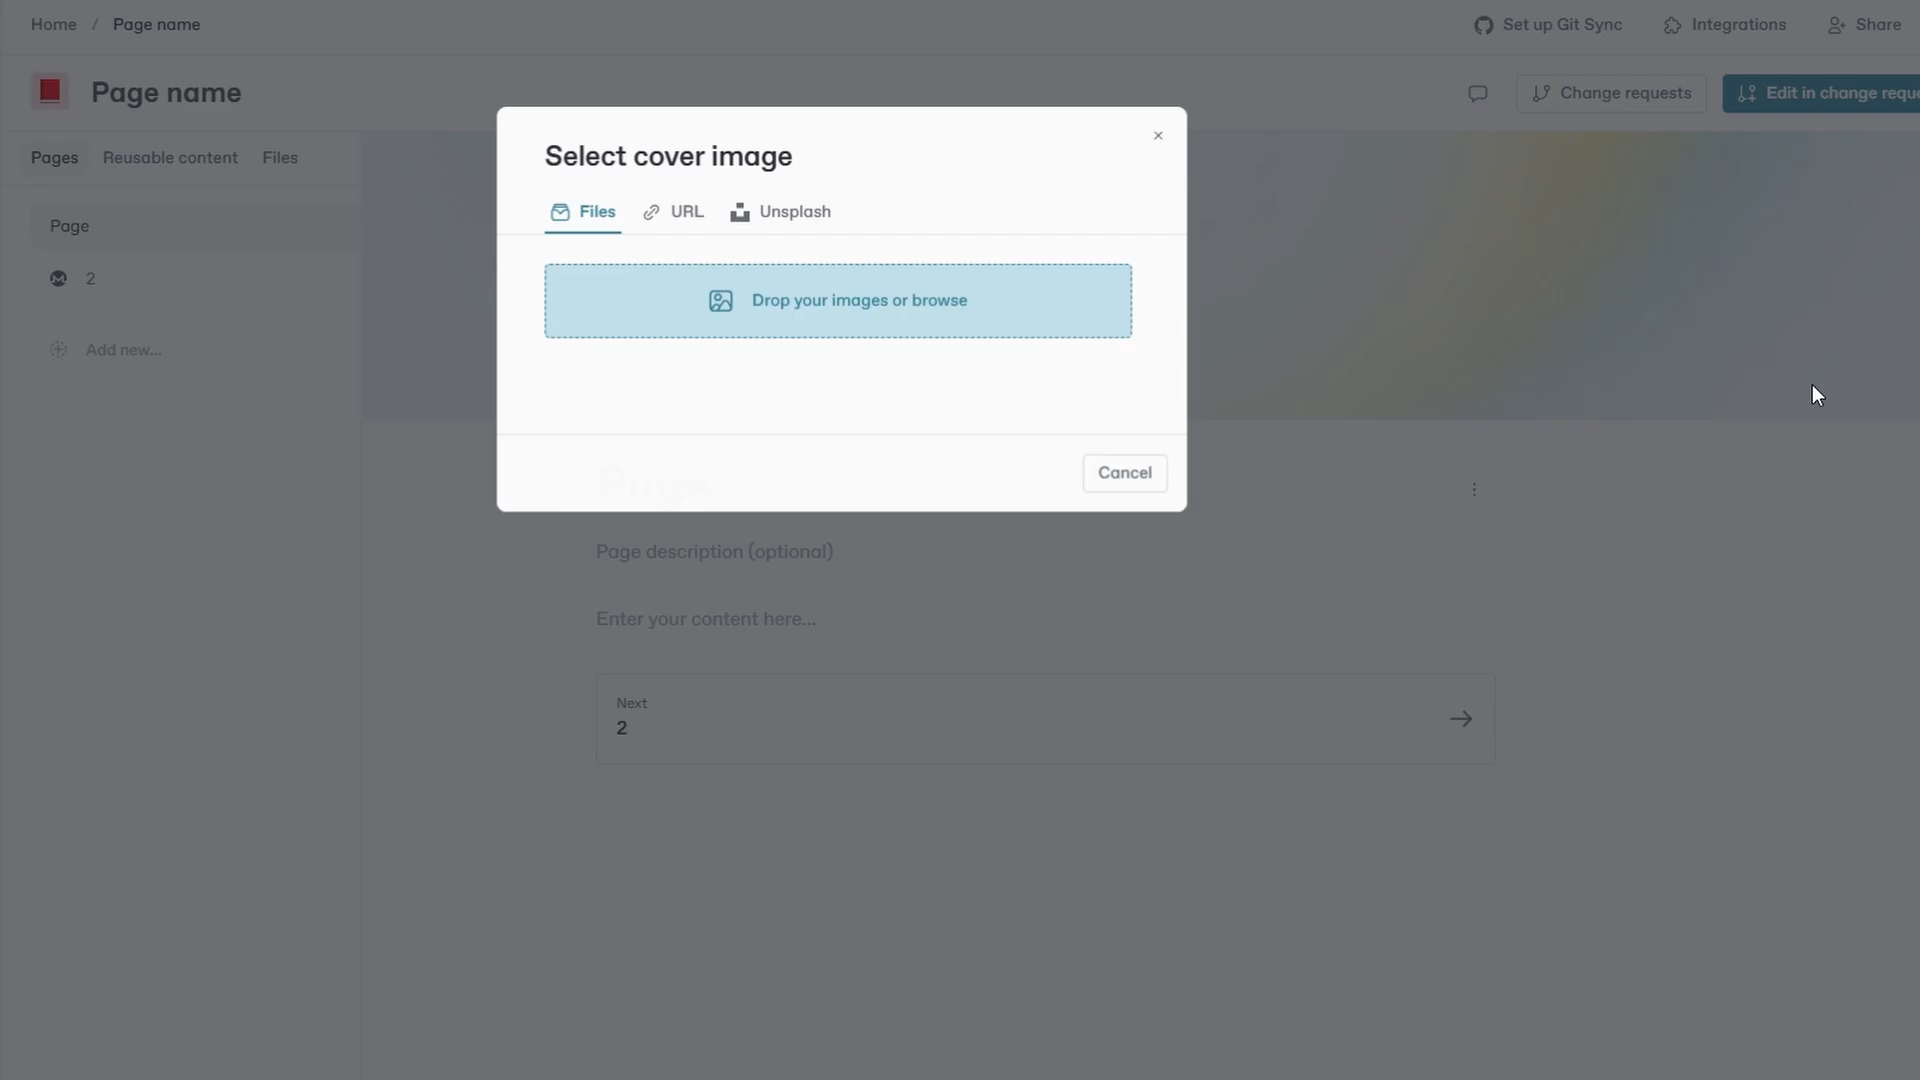 Home / Page name
Set up Git Sync
Integrations
Share
Page name
Change requests
Edit in change reque
Pages
Reusable content
Files
Page
2
Add new...
Select cover image
Files
URL
Unsplash
Drop your images or browse
Cancel
Page
Page description (optional)
Enter your content here...
Next
2